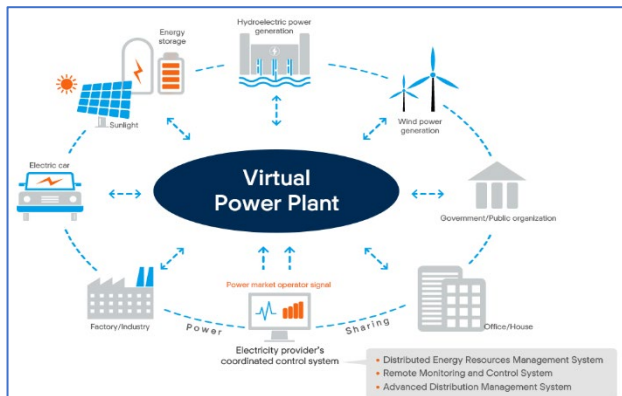 Energy
storage
Hydroelectric power
generation
Sunlight
Wind power
generation
Electric car
Virtual
Power Plant
Government/Public organization
Power market operator signal
Factory/Industry
Power
Sharing
Office/House
Electricity provider's
coordinated control system
• Distributed Energy Resources Management System
• Remote Monitoring and Control System
• Advanced Distribution Management System